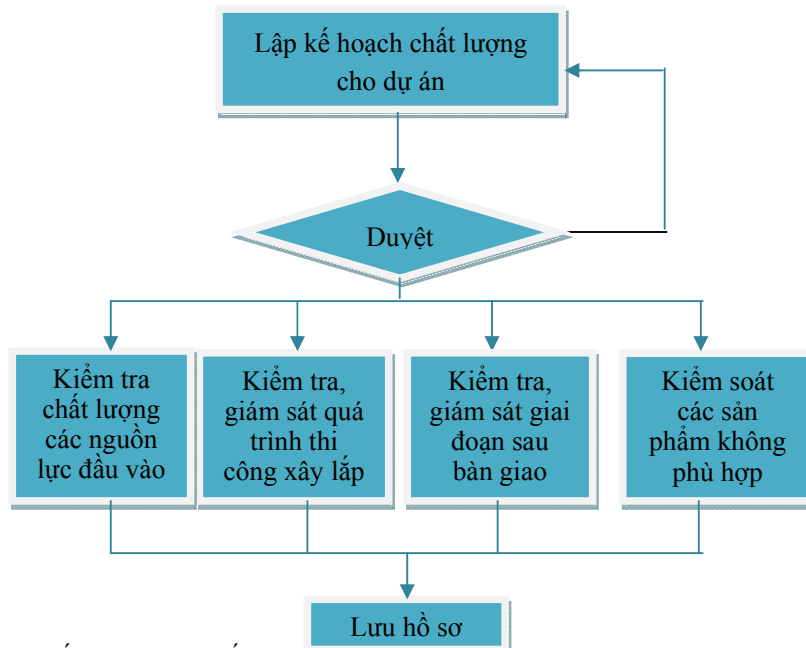 Lập kế hoạch chất lượng
cho dự án
Duyệt
Kiểm tra
chất lượng
các nguồn
lực đầu vào
Kiểm tra,
giám sát quá
trình thi
công xây lắp
Kiểm tra,
giám sát giai
đoạn sau
bàn giao
Kiểm soát
các sản
phẩm không
phù hợp
Lưu hồ sơ